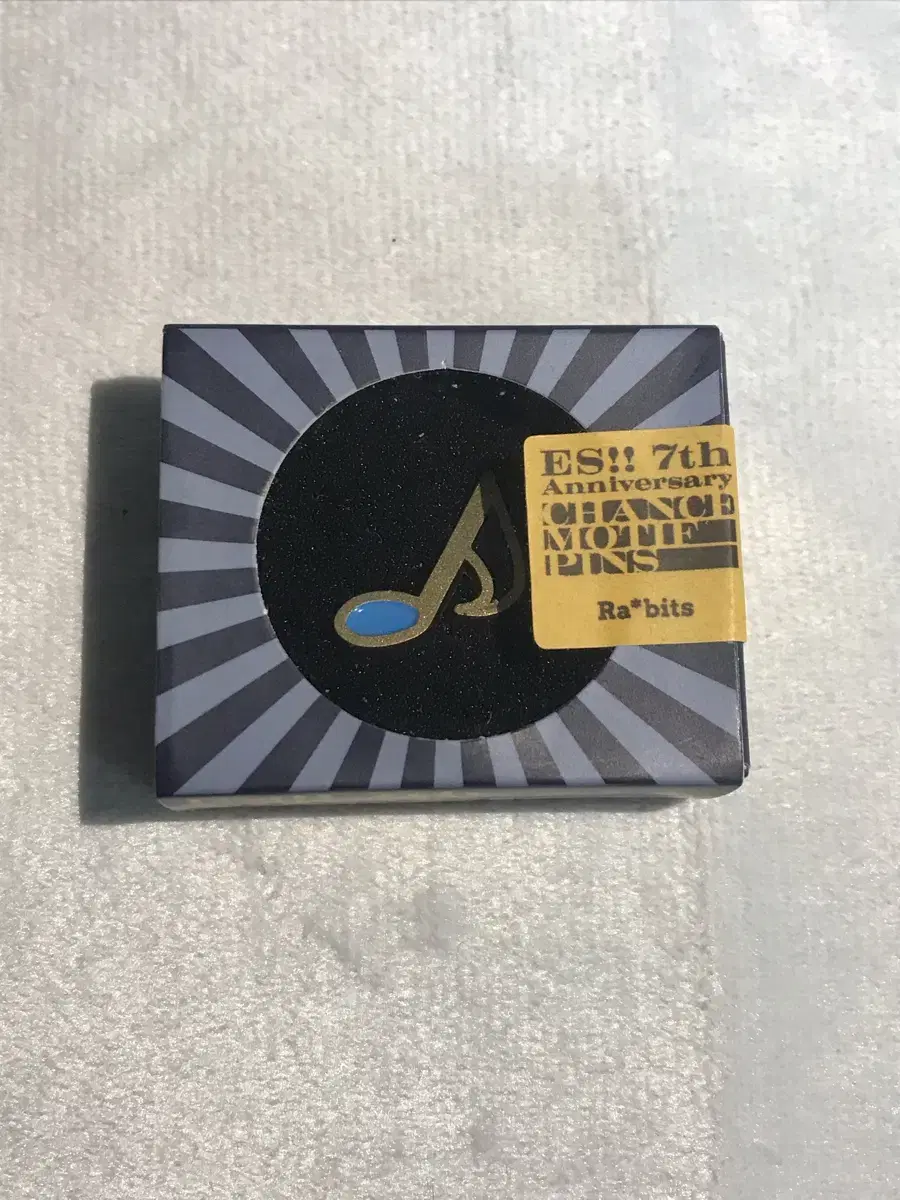 ES!! 7th
Anniversary
CHANCE
MOTIF
PINS
Ra*bits